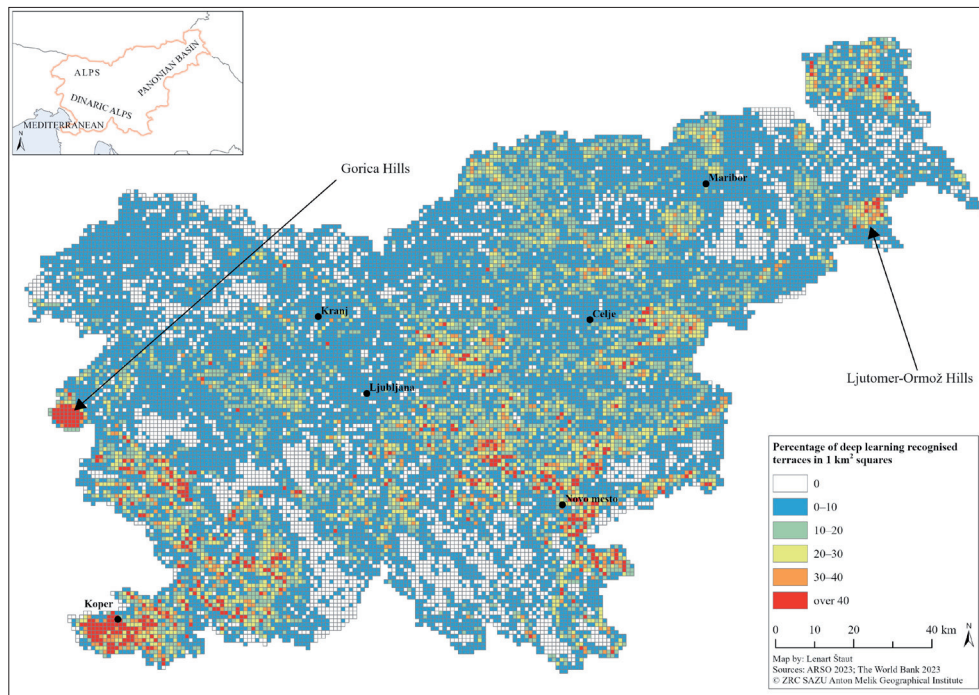 ALPS
PANONIAN BASIN
DINARIC ALPS
MEDITERRANEAN
N
Gorica Hills
Maribor
Kranj
Celje
Ljubljana
Ljutomer-Ormož Hills
Novo mesto
Koper
Percentage of deep learning recognised
terraces in 1 km² squares
0
0–10
10–20
20–30
30–40
over 40
N
0 10 20 40 km
Map by: Lenart Štaut
Sources: ARSO 2023; The World Bank 2023
© ZRC SAZU Anton Melik Geographical Institute